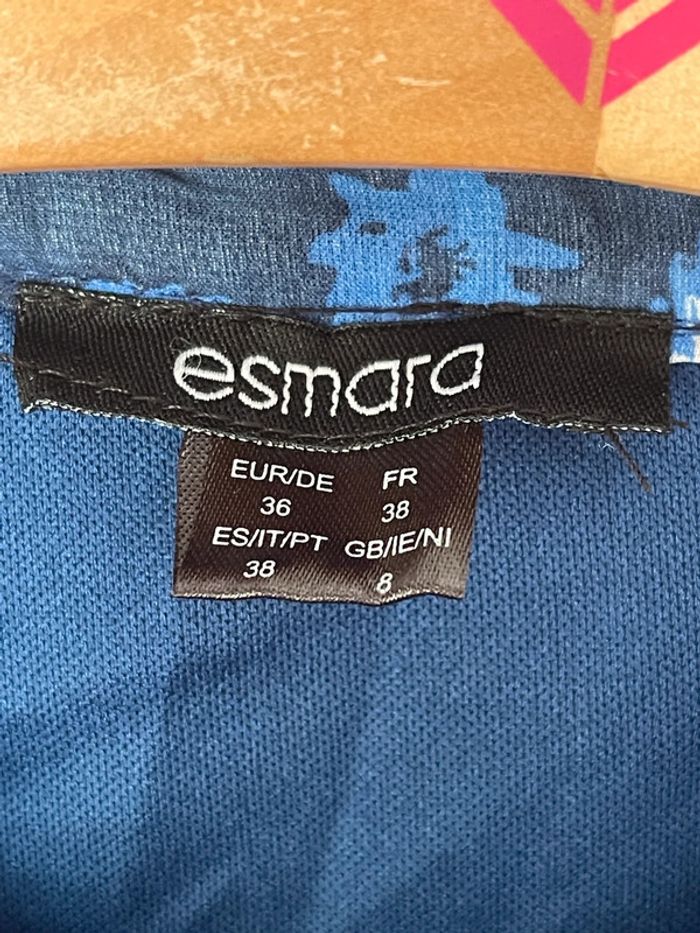 esmara
EUR/DE FR
36 38
ES/IT/PT GB/IE/NI
38 8